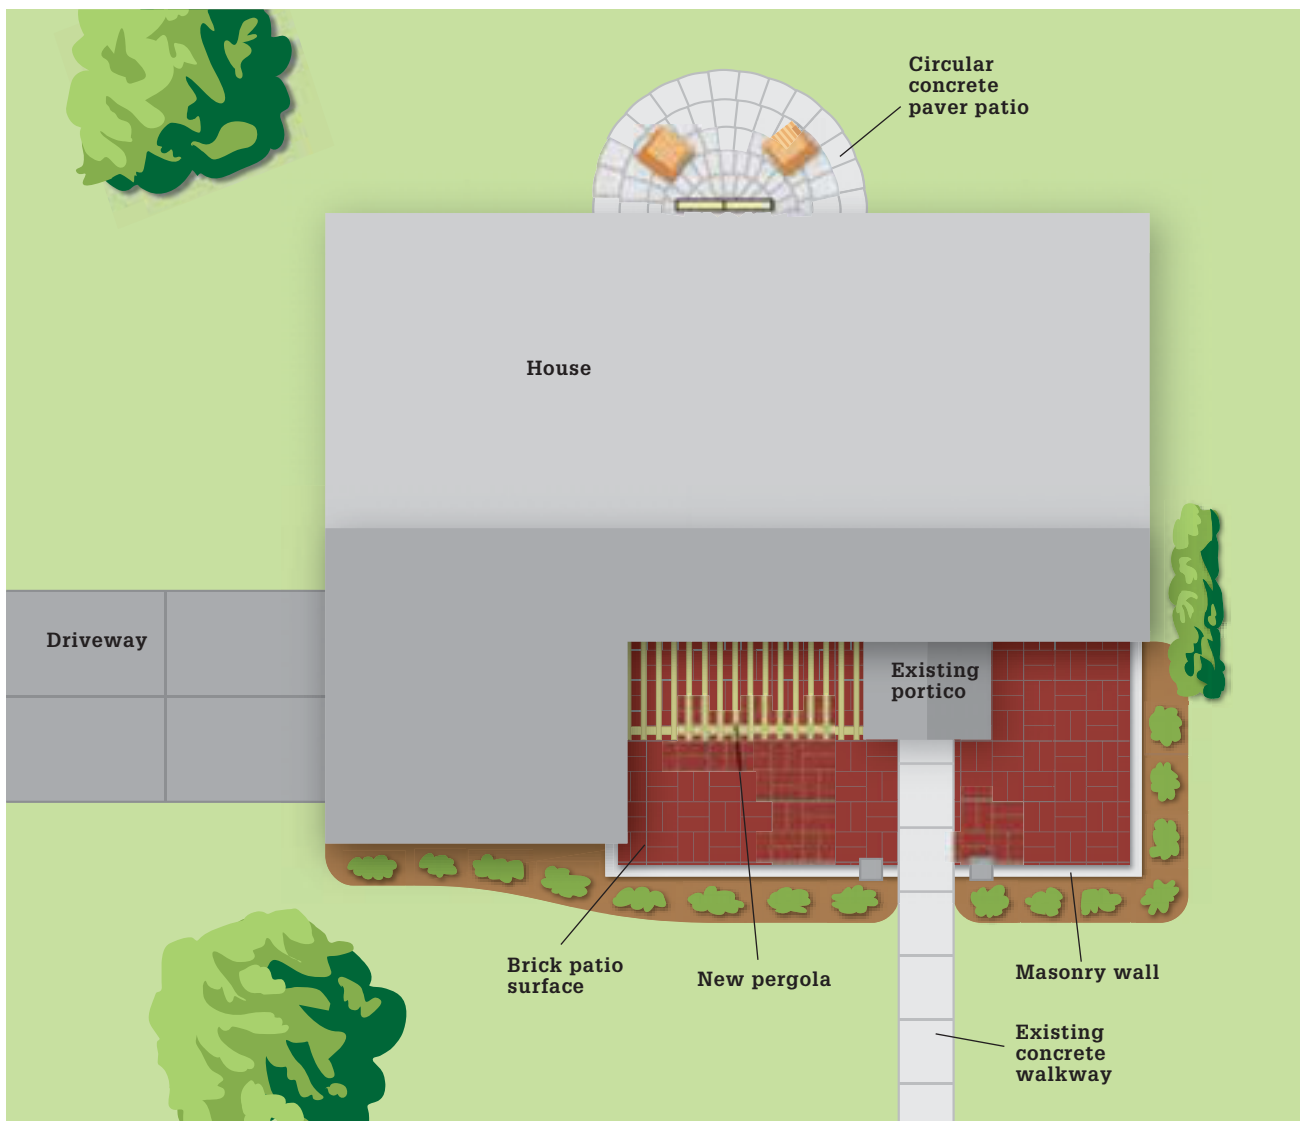 Circular
concrete
paver patio
House
Driveway
Existing
portico
Brick patio
surface
New pergola
Masonry wall
Existing
concrete
walkway